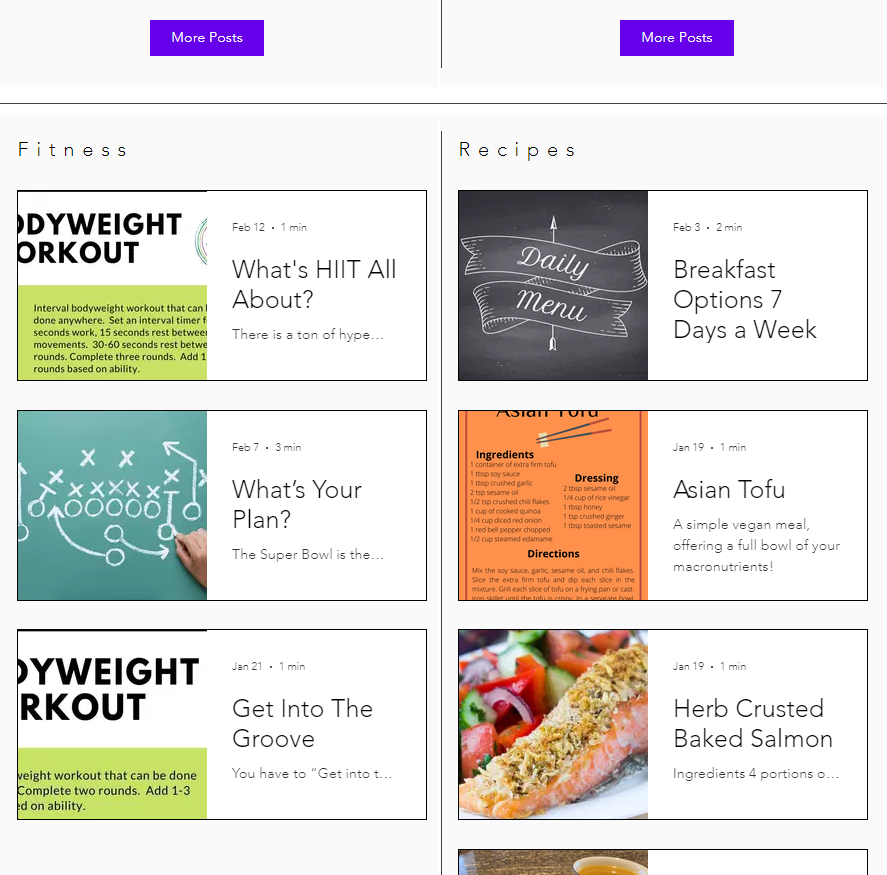 More Posts
More Posts
Fitness
ODYWEIGHT
ORKOUT
Interval bodyweight workout that can
done anywhere. Set an interval timer
seconds work, 15 seconds rest between
movements. 30-60 seconds rest
rounds. Complete three rounds. Add 1
rounds based on ability.
Feb 12
1 min
What's HIIT All
About?
There is a ton of hype...
Feb 7
3 min
What’s Your
Plan?
The Super Bowl is the...
DYWEIGHT
RKOUT
weight workout that can be done
Complete two rounds. Add 1-3
ed on ability.
Jan 21
1 min
Get Into The
Groove
You have to “Get into t...
Recipes
Daily
Menu
Feb 3
2 min
Breakfast
Options 7
Days a Week
Asian Tofu
Ingredients
1 container of extra firm tofu
1 tbsp soy sauce
1 tbsp crushed garlic
2 tsp sesame oil
1/2 tsp crushed chili flakes
1 cup of cooked quinoa
1/4 cup diced red onion
1 red bell pepper chopped
1/2 cup steamed edamame
Dressing
2 tbsp sesame oil
1/4 cup of rice vinegar
1 tbsp honey
1 tsp crushed ginger
1 tbsp toasted sesame
Directions
Mix the soy sauce, garlic, sesame oil, and chili flakes.
Slice the extra firm tofu and dip each slice in the
mixture. Grill each slice of tofu on a frying pan or cast-
iron skillet until the tofu is crispy. In a separate bowl,
Jan 19
1 min
Asian Tofu
A simple vegan meal,
offering a full bowl of your
macronutrients!
Jan 19
1 min
Herb Crusted
Baked Salmon
Ingredients 4 portions o...